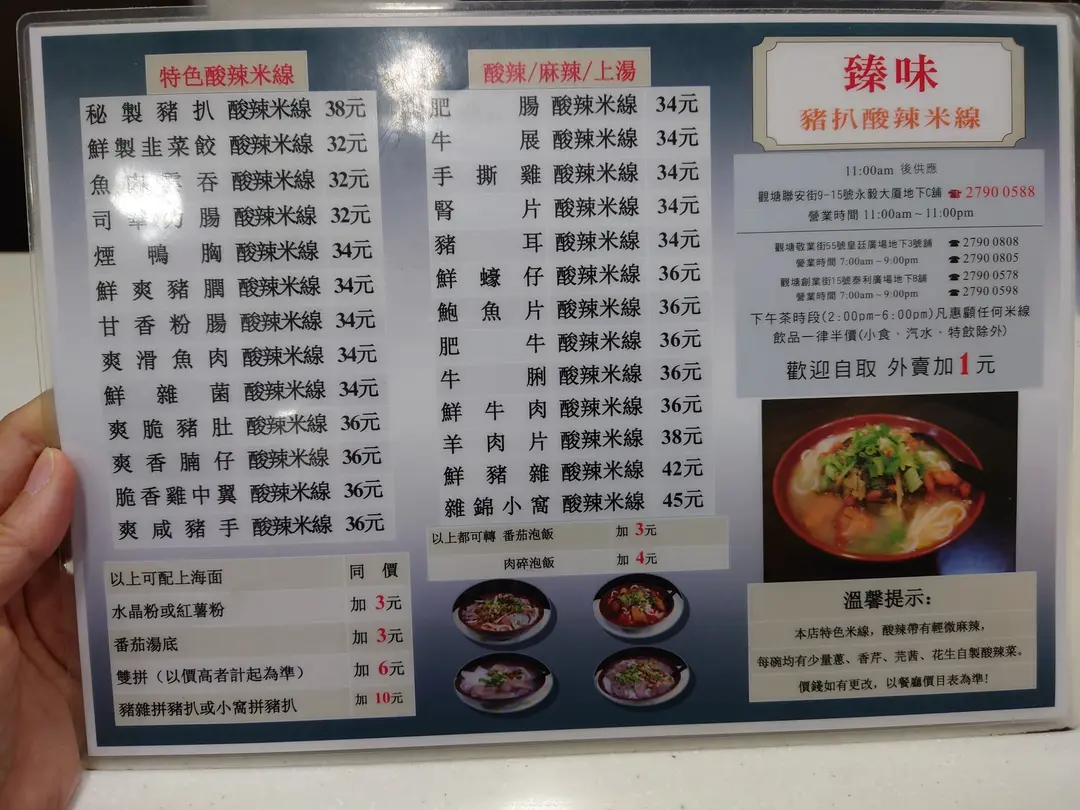 特色酸辣米線
秘製豬扒 酸辣米線 38元
鮮製韭菜餃 酸辣米線 32元
魚肉雲吞 酸辣米線 32元
司華力腸 酸辣米線 32元
煙鴨胸 酸辣米線 34元
鮮爽豬膶 酸辣米線 34元
甘香粉腸 酸辣米線 34元
爽滑魚肉 酸辣米線 34元
鮮雜菌 酸辣米線 34元
爽脆豬肚 酸辣米線 36元
爽香腩仔 酸辣米線 36元
脆香雞中翼 酸辣米線 36元
爽咸豬手 酸辣米線 36元
以上可配上海面 同價
水晶粉或紅薯粉 加 3元
番茄湯底 加 3元
雙拼（以價高者計起為準） 加 6元
豬雜拼豬扒或小窩拼豬扒 加 10元
酸辣/麻辣/上湯
肥腸 酸辣米線 34元
牛展 酸辣米線 34元
手撕雞 酸辣米線 34元
腎片 酸辣米線 34元
豬耳 酸辣米線 34元
鮮蠔仔 酸辣米線 36元
鮑魚片 酸辣米線 36元
肥牛 酸辣米線 36元
牛脷 酸辣米線 36元
鮮牛肉 酸辣米線 36元
羊肉片 酸辣米線 38元
鮮豬雜 酸辣米線 42元
雜錦小窩 酸辣米線 45元
以上都可轉 番茄泡飯 加 3元
肉碎泡飯 加 4元
臻味
豬扒酸辣米線
11:00am 後供應
觀塘聯安街9-15號永毅大廈地下C舖 ☎ 2790 0588
營業時間 11:00am～11:00pm
觀塘敬業街55號皇廷廣場地下3號舖 ☎ 2790 0808
營業時間 7:00am～9:00pm ☎ 2790 0805
觀塘創業街15號泰利廣場地下B舖 ☎ 2790 0578
營業時間 7:00am～9:00pm ☎ 2790 0598
下午茶時段(2:00pm-6:00pm)凡惠顧任何米線
飲品一律半價(小食、汽水、特飲除外)
歡迎自取 外賣加1元
溫馨提示：
本店特色米線，酸辣帶有輕微麻辣，
每碗均有少量蔥、香芹、芫茜、花生自製酸辣菜。
價錢如有更改，以餐廳價目表為準！